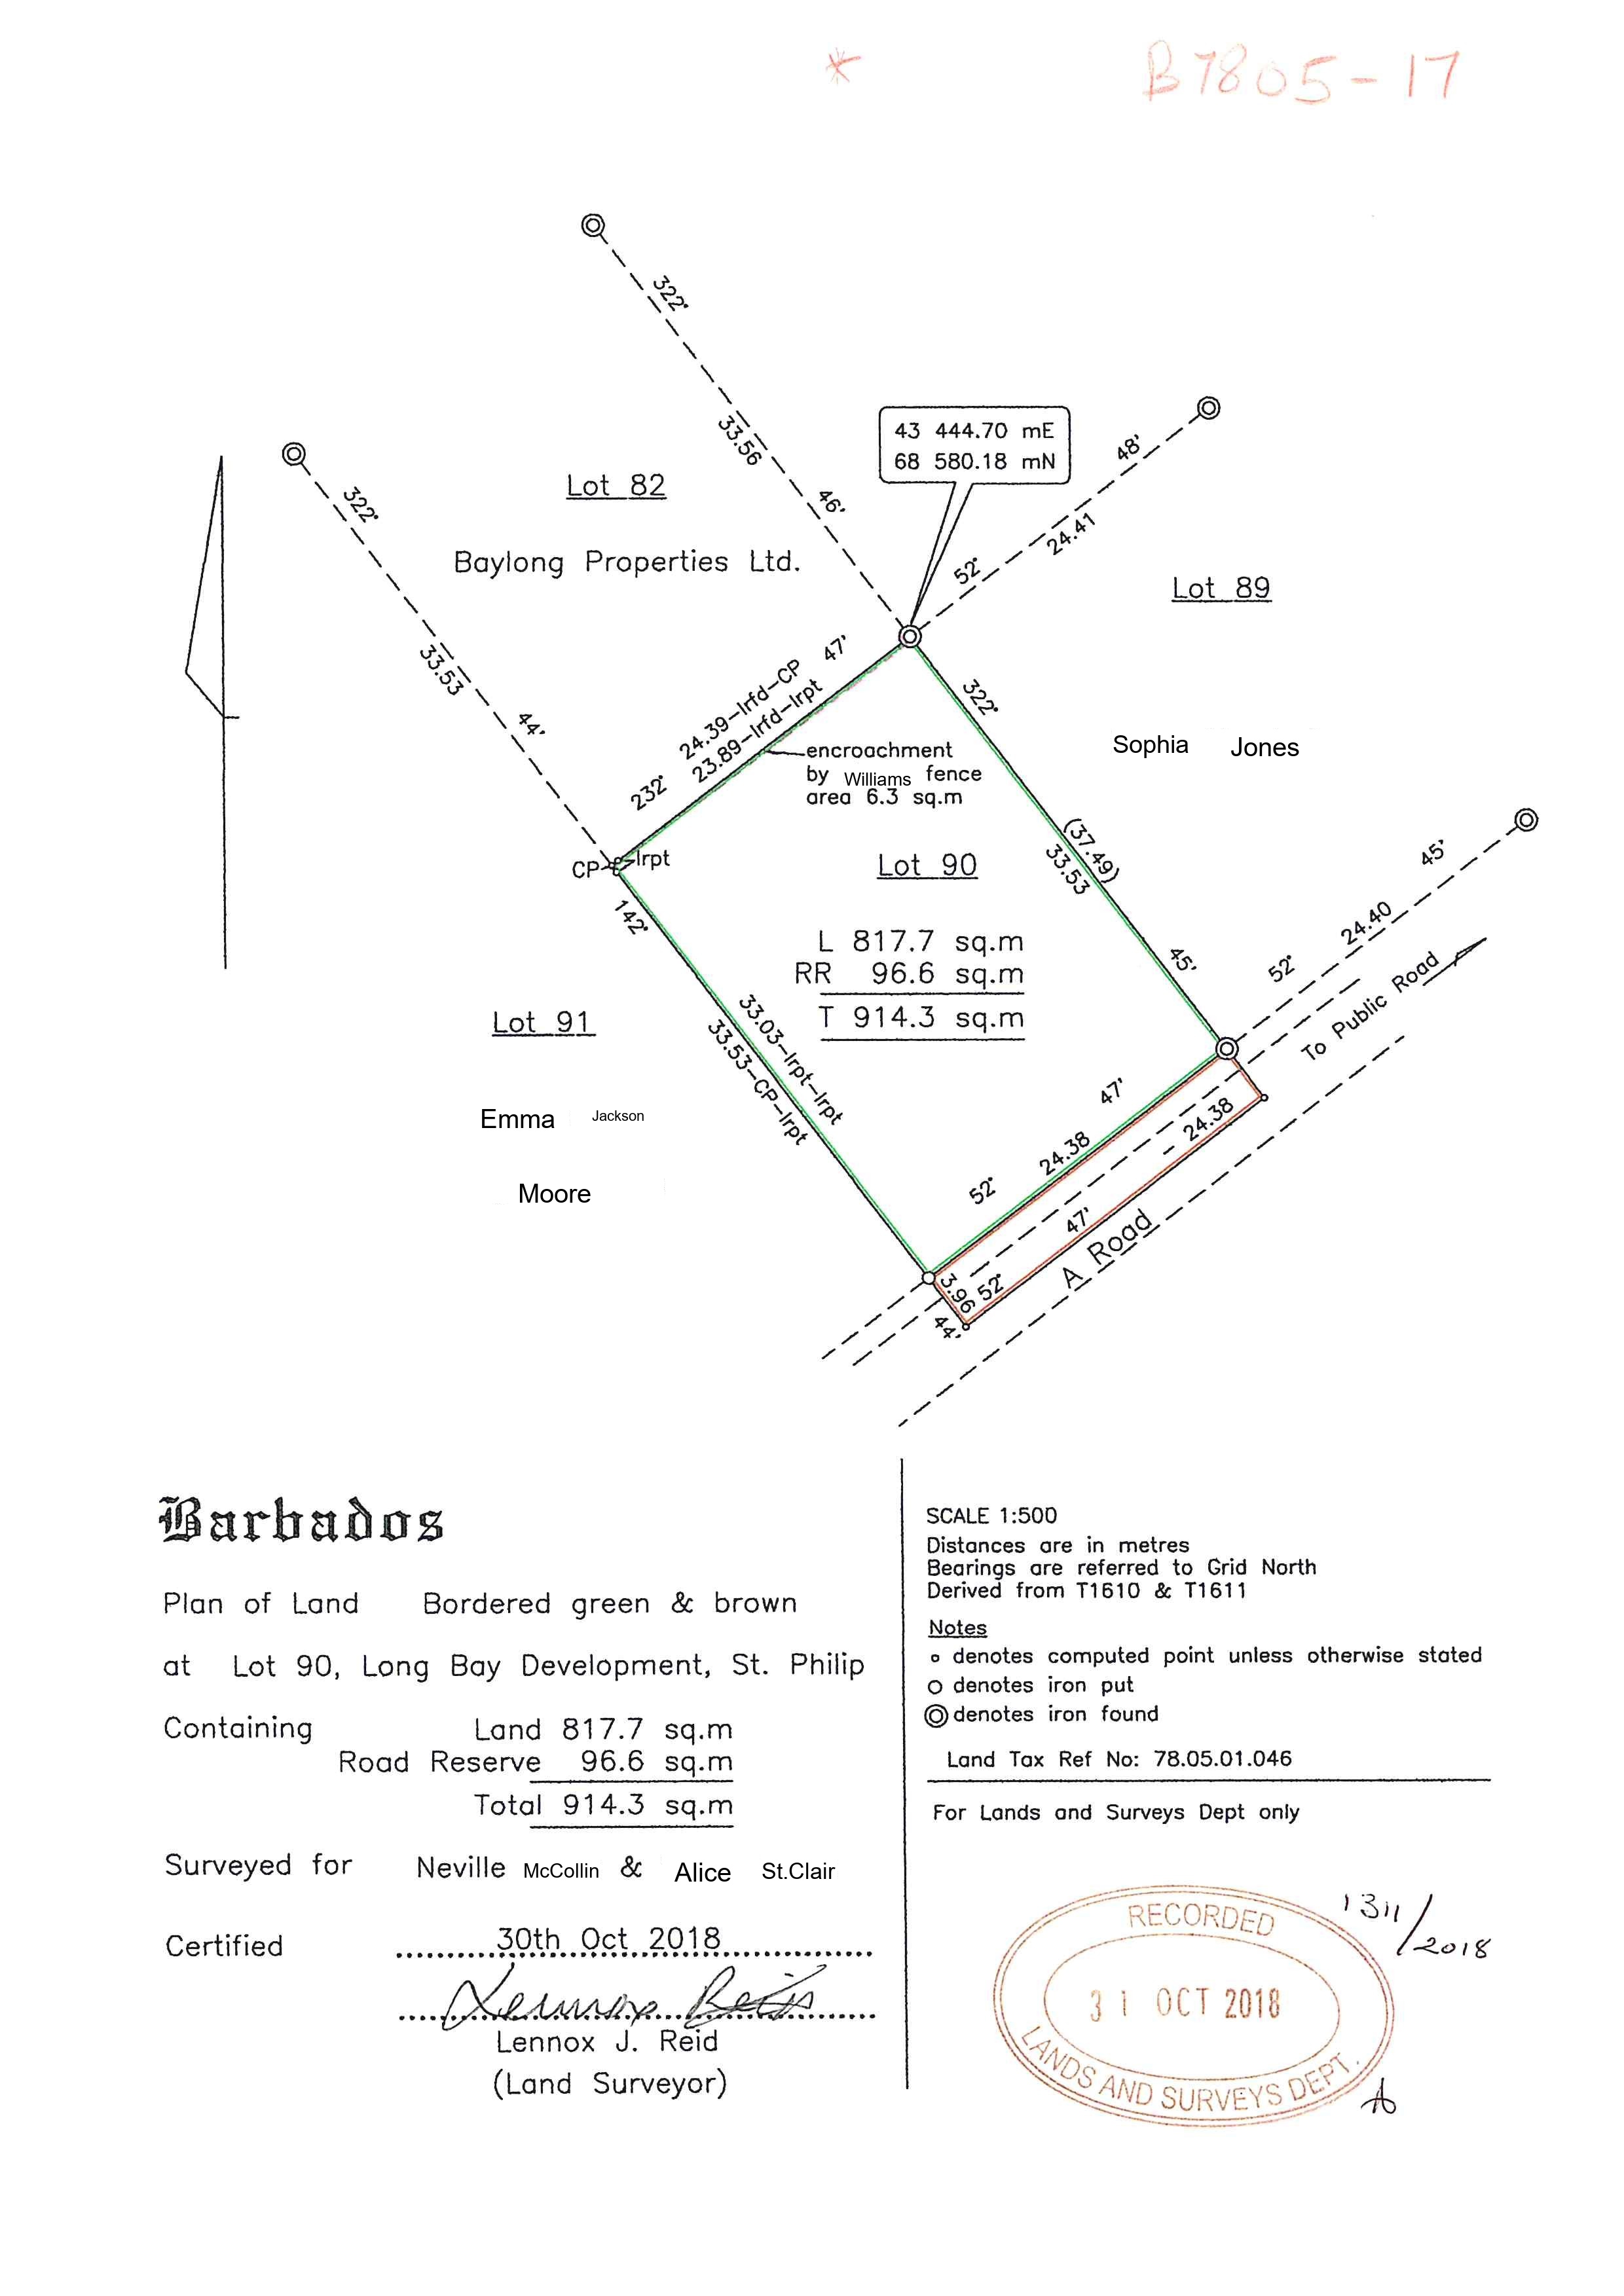 * B7805-17
322°
33.56
46'
43 444.70 mE
68 580.18 mN
48'
24.41
52°
322°
33.53
44'
Lot 82
Baylong Properties Ltd.
Lot 89
Sophia Jones
47'
24.39-Irfd-CP
23.89-Irfd-Irpt
232°
322°
(37.49)
33.53
45'
encroachment
by Williams fence
area 6.3 sq.m
CP
Irpt
142°
Lot 90
L 817.7 sq.m
RR 96.6 sq.m
T 914.3 sq.m
45'
24.40
52°
To Public Road
33.03-Irpt-Irpt
33.53-CP-Irpt
Lot 91
Emma Jackson
Moore
47'
24.38
52°
24.38
47'
52°
3.96
44'
A Road
Barbados
Plan of Land Bordered green & brown
at Lot 90, Long Bay Development, St. Philip
Containing Land 817.7 sq.m
Road Reserve 96.6 sq.m
Total 914.3 sq.m
Surveyed for Neville McCollin & Alice St.Clair
Certified 30th Oct 2018
Lennox Reid
Lennox J. Reid
(Land Surveyor)
SCALE 1:500
Distances are in metres
Bearings are referred to Grid North
Derived from T1610 & T1611
Notes
denotes computed point unless otherwise stated
denotes iron put
denotes iron found
Land Tax Ref No: 78.05.01.046
For Lands and Surveys Dept only
1311/2018
RECORDED
31 OCT 2018
LANDS AND SURVEYS DEPT.